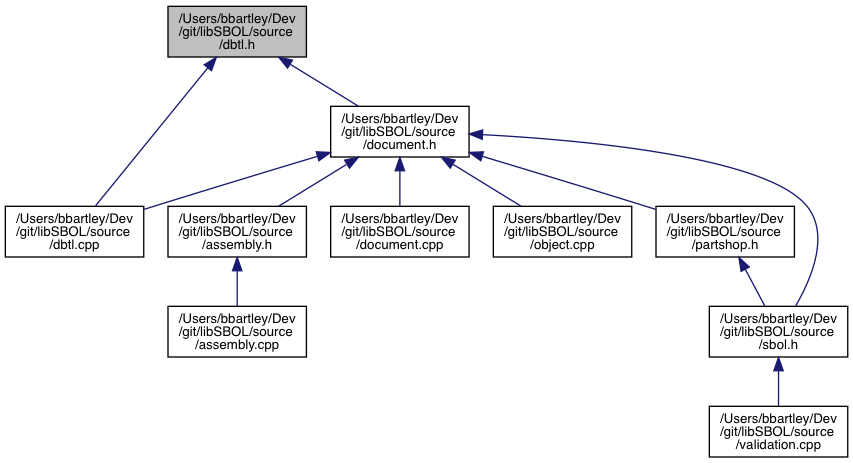 /Users/bbartley/Dev
/git/libSBOL/source
/dbtl.h
/Users/bbartley/Dev
/git/libSBOL/source
/document.h
/Users/bbartley/Dev
/git/libSBOL/source
/dbtl.cpp
/Users/bbartley/Dev
/git/libSBOL/source
/assembly.h
/Users/bbartley/Dev
/git/libSBOL/source
/document.cpp
/Users/bbartley/Dev
/git/libSBOL/source
/object.cpp
/Users/bbartley/Dev
/git/libSBOL/source
/partshop.h
/Users/bbartley/Dev
/git/libSBOL/source
/assembly.cpp
/Users/bbartley/Dev
/git/libSBOL/source
/sbol.h
/Users/bbartley/Dev
/git/libSBOL/source
/validation.cpp